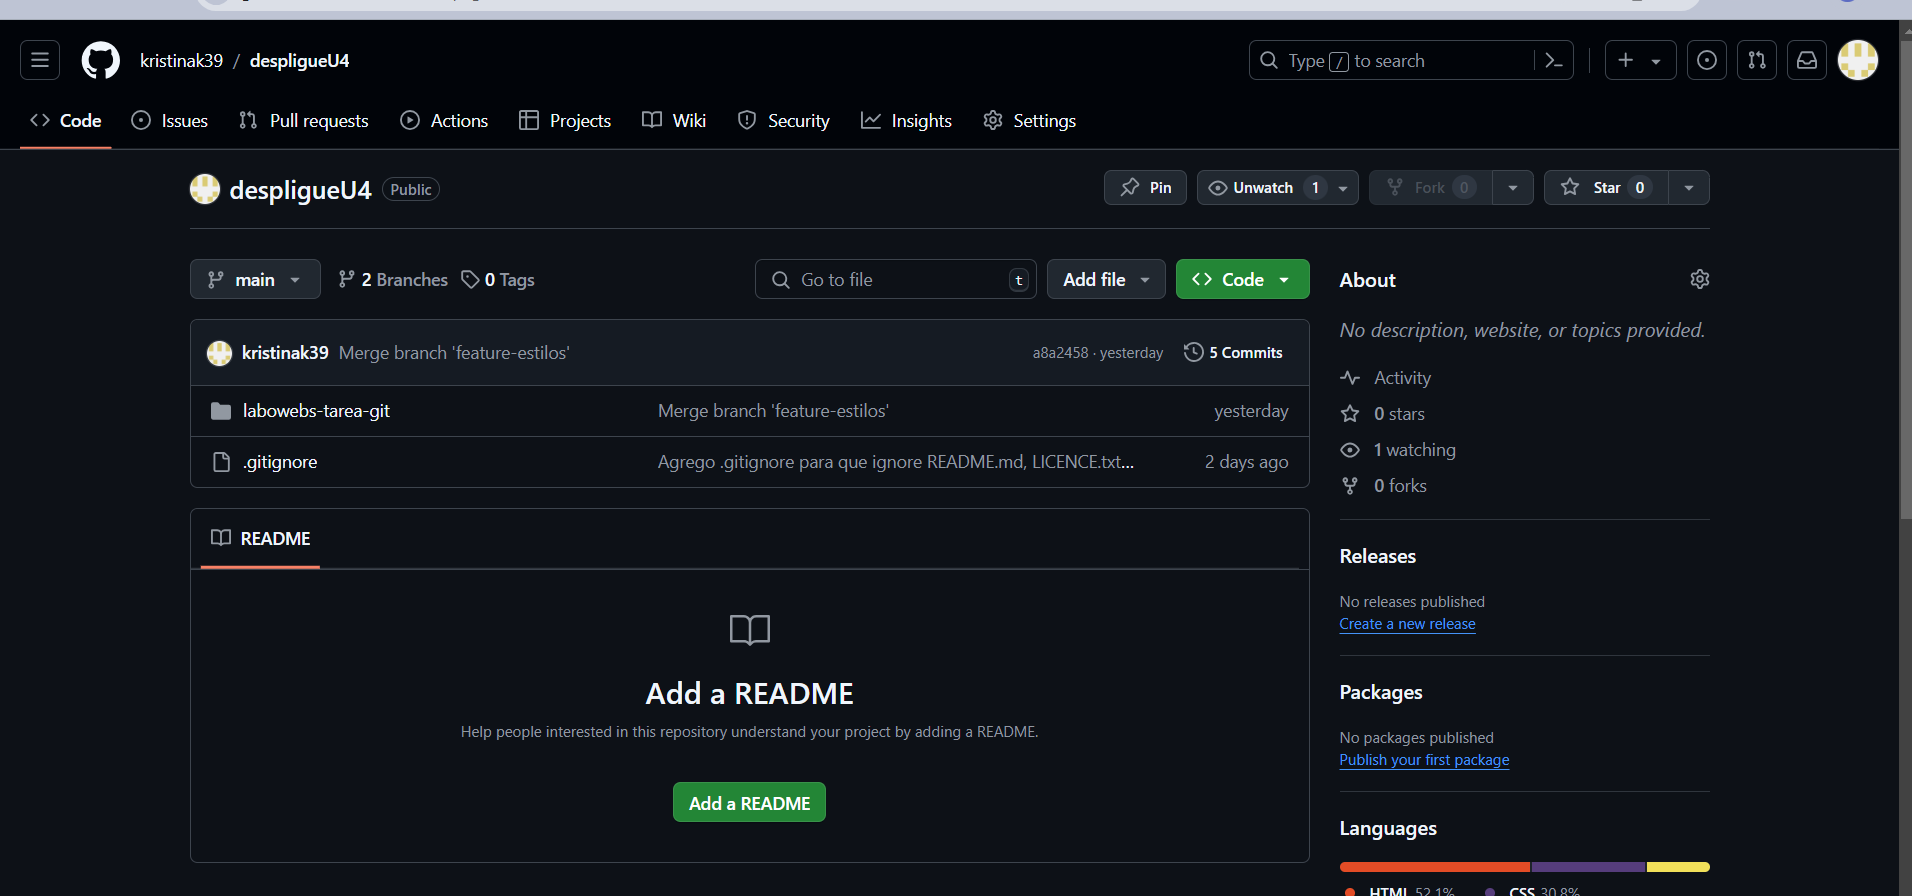 kristinak39 / despligueU4
Type / to search
Code Issues Pull requests Actions Projects Wiki Security Insights Settings
despligueU4 Public
Pin Unwatch 1 Fork 0 Star 0
main 2 Branches 0 Tags
Go to file t Add file Code
kristinak39 Merge branch 'feature-estilos' a8a2458 · yesterday 5 Commits
labowebs-tarea-git Merge branch 'feature-estilos' yesterday
.gitignore Agrego .gitignore para que ignore README.md, LICENCE.txt... 2 days ago
README
Add a README
Help people interested in this repository understand your project by adding a README.
Add a README
About
No description, website, or topics provided.
Activity
0 stars
1 watching
0 forks
Releases
No releases published
Create a new release
Packages
No packages published
Publish your first package
Languages
HTML 52.1% CSS 30.8%